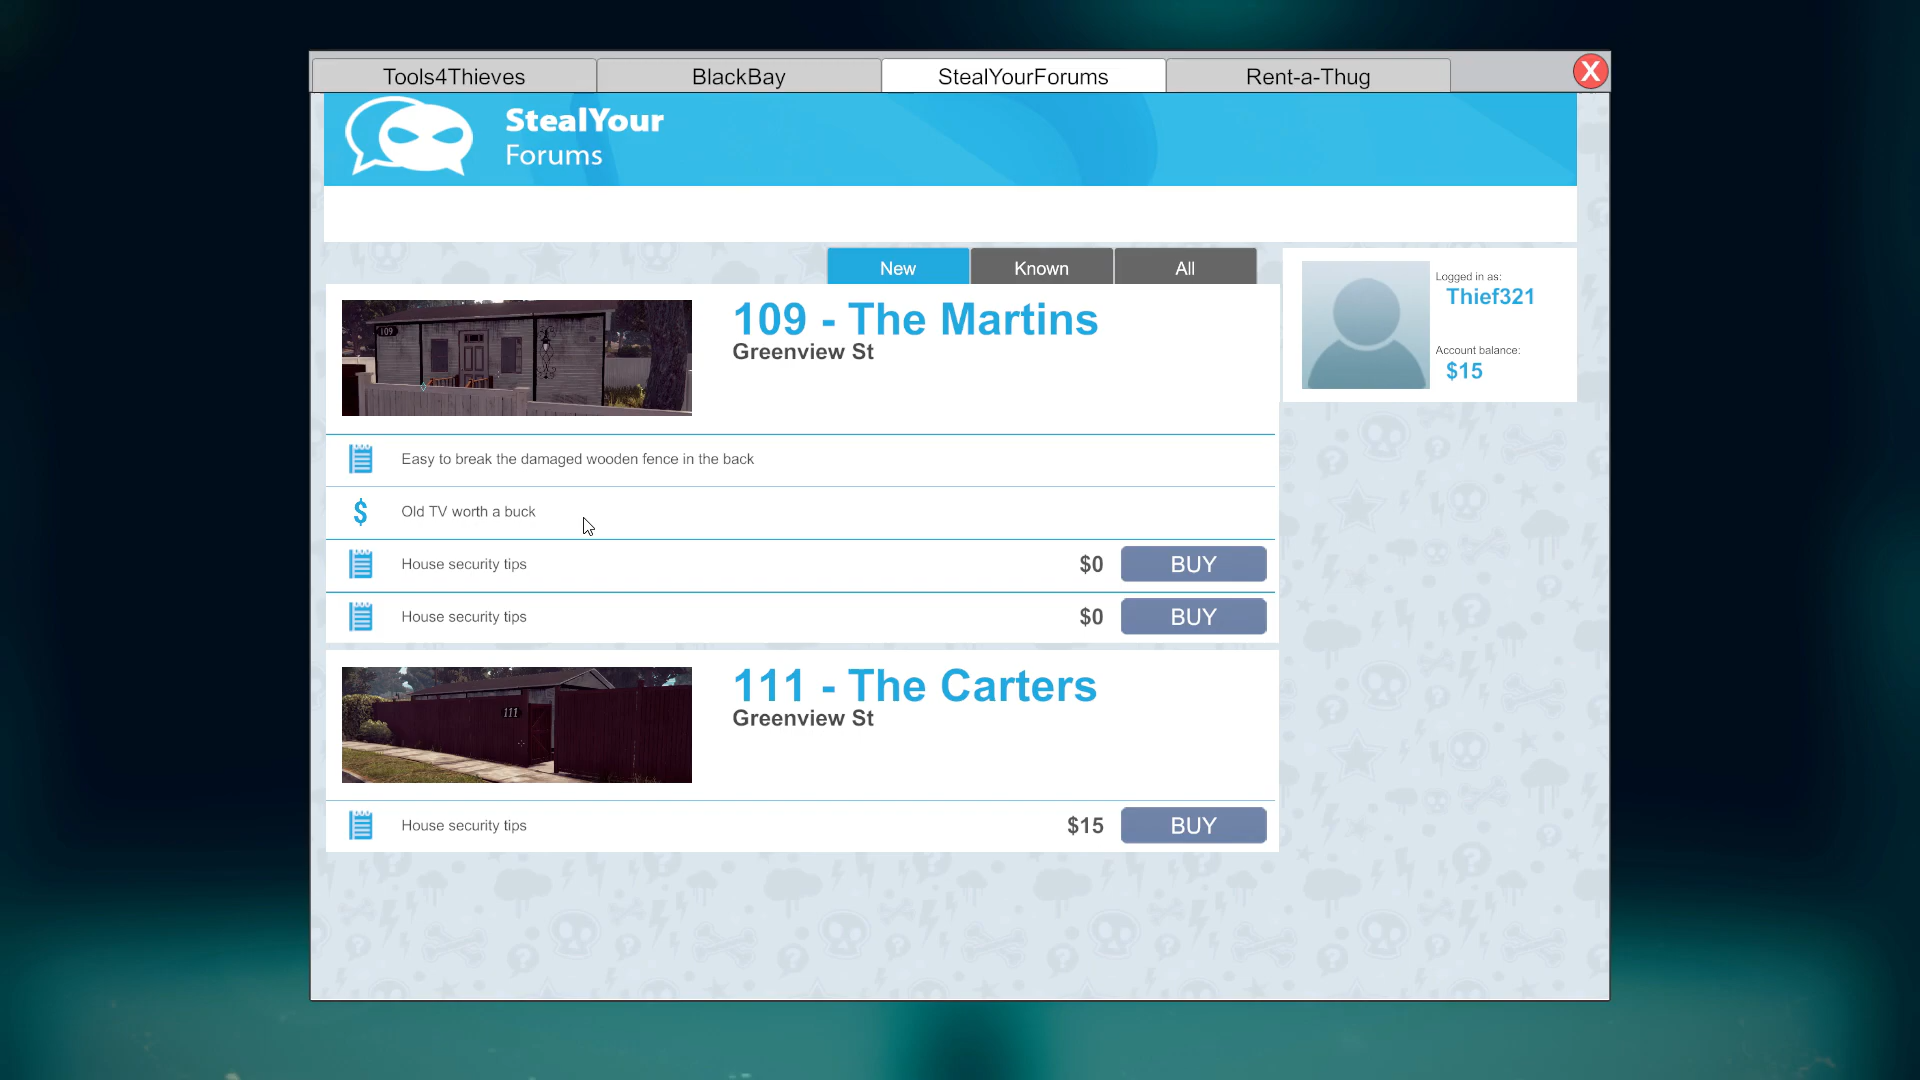 Tools4Thieves
BlackBay
StealYourForums
Rent-a-Thug
X
StealYour
Forums
New
Known
All
109
109 - The Martins
Greenview St
Logged in as:
Thief321
Account balance:
$15
Easy to break the damaged wooden fence in the back
$ Old TV worth a buck
House security tips $0 BUY
House security tips $0 BUY
111
111 - The Carters
Greenview St
House security tips $15 BUY